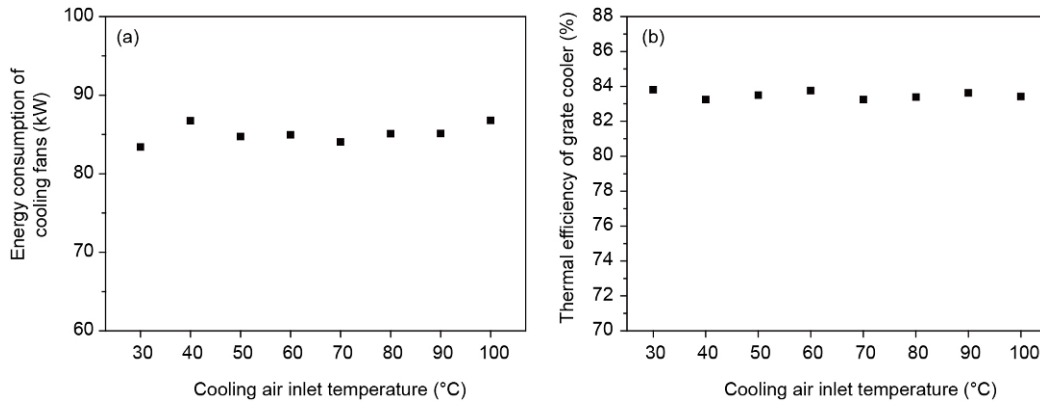 (a)
Energy consumption of
cooling fans (kW)
100
90
80
70
60
30 40 50 60 70 80 90 100
Cooling air inlet temperature (°C)
(b)
Thermal efficiency of grate cooler (%)
88
86
84
82
80
78
76
74
72
70
30 40 50 60 70 80 90 100
Cooling air inlet temperature (°C)